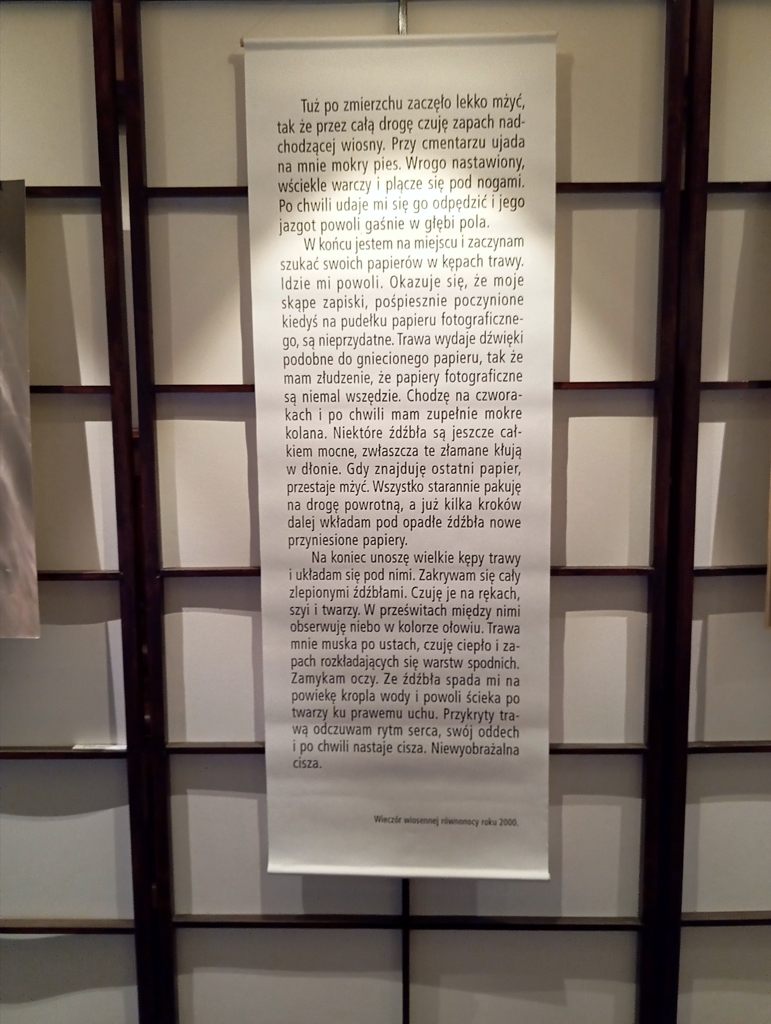 Tuż po zmierzchu zaczęło lekko mżyć,
tak że przez całą drogę czuję zapach nad-
chodzącej wiosny. Przy cmentarzu ujada
na mnie mokry pies. Wrogo nastawiony,
wściekle warczy i plącze się pod nogami.
Po chwili udaje mi się go odpędzić i jego
jazgot powoli gaśnie w głębi pola.
W końcu jestem na miejscu i zaczynam
szukać swoich papierów w kępach trawy.
Idzie mi powoli. Okazuje się, że moje
skąpe zapiski, pośpiesznie poczynione
kiedyś na pudełku papieru fotograficzne-
go, są nieprzydatne. Trawa wydaje dźwięki
podobne do gniecionego papieru, tak że
mam złudzenie, że papiery fotograficzne
są niemal wszędzie. Chodzę na czwora-
kach i po chwili mam zupełnie mokre
kolana. Niektóre źdźbła są jeszcze cał-
kiem mocne, zwłaszcza te złamane kłują
w dłonie. Gdy znajduję ostatni papier,
przestaje mżyć. Wszystko starannie pakuję
na drogę powrotną, a już kilka kroków
dalej wkładam pod opadłe źdźbła nowe
przyniesione papiery.
Na koniec unoszę wielkie kępy trawy
i układam się pod nimi. Zakrywam się cały
zlepionymi źdźbłami. Czuję je na rękach,
szyi i twarzy. W prześwitach między nimi
obserwuję niebo w kolorze ołowiu. Trawa
mnie muska po ustach, czuję ciepło i za-
pach rozkładających się warstw spodnich.
Zamykam oczy. Ze źdźbła spada mi na
powiekę kropla wody i powoli ścieka po
twarzy ku prawemu uchu. Przykryty tra-
wą odczuwam rytm serca, swój oddech
i po chwili nastaje cisza. Niewyobrażalna
cisza.
Wieczór wiosennej równonocy roku 2000.